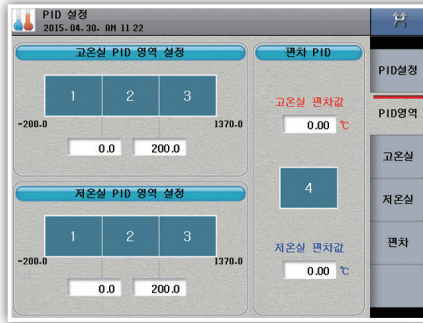 PID 설정
2015-04-30- AM 11 22
고온실 PID 영역 설정
1 2 3
-200.0 1370.0
0.0 200.0
저온실 PID 영역 설정
1 2 3
-200.0 1370.0
0.0 200.0
편차 PID
고온실 편차값
0.00 ℃
4
저온실 편차값
0.00 ℃
PID설정
PID영역
고온실
저온실
편차